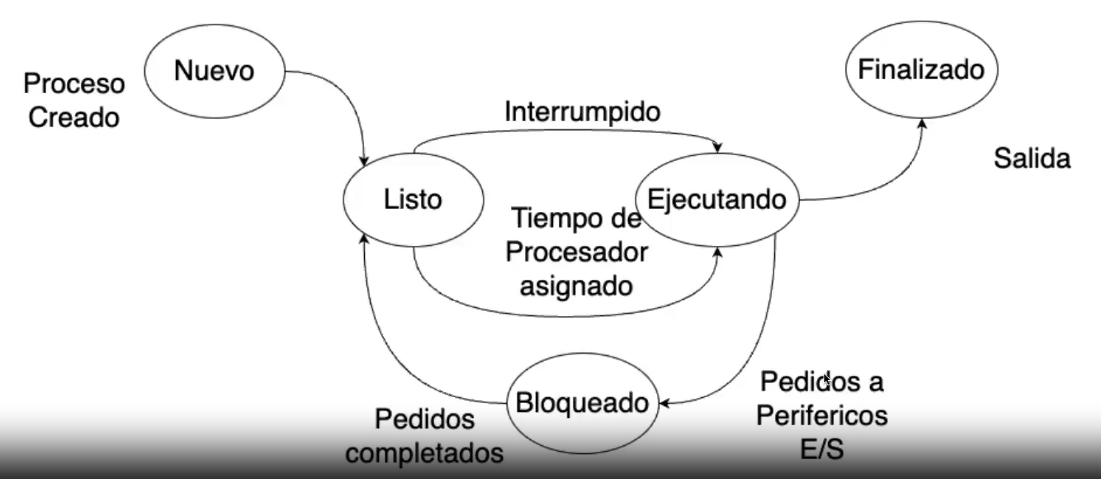 Proceso
Creado
Nuevo
Finalizado
Interrumpido
Salida
Listo
Ejecutando
Tiempo de
Procesador
asignado
Bloqueado
Pedidos a
Perifericos
E/S
Pedidos
completados